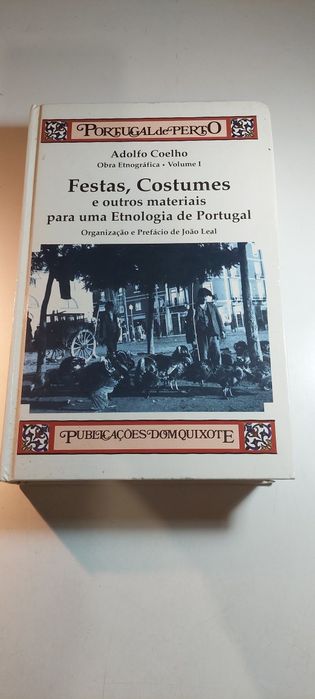 PORTUGAL de PERTO
Adolfo Coelho
Obra Etnográfica • Volume I
Festas, Costumes
e outros materiais
para uma Etnologia de Portugal
Organização e Prefácio de João Leal
PUBLICAÇÕES DOM QUIXOTE